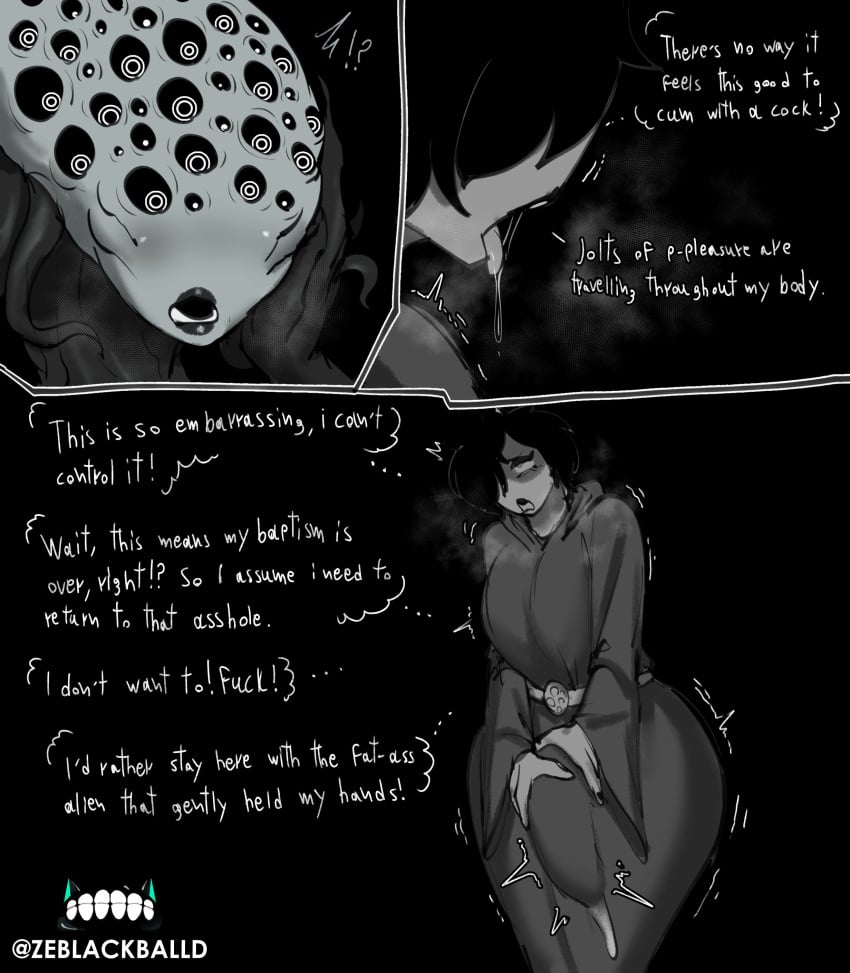 !?
There's no way it
feels this good to
cum with a cock!
...
Jolts of p-pleasure are
travelling throughout my body.
This is so embarrassing, i can't
control it!
...
Wait, this means my baptism is
over, right!? So I assume i need to
return to that asshole.
...
I don't want to! Fuck!
...
I'd rather stay here with the fat-ass
alien that gently held my hands!
...
@ZEBLACKBALLD